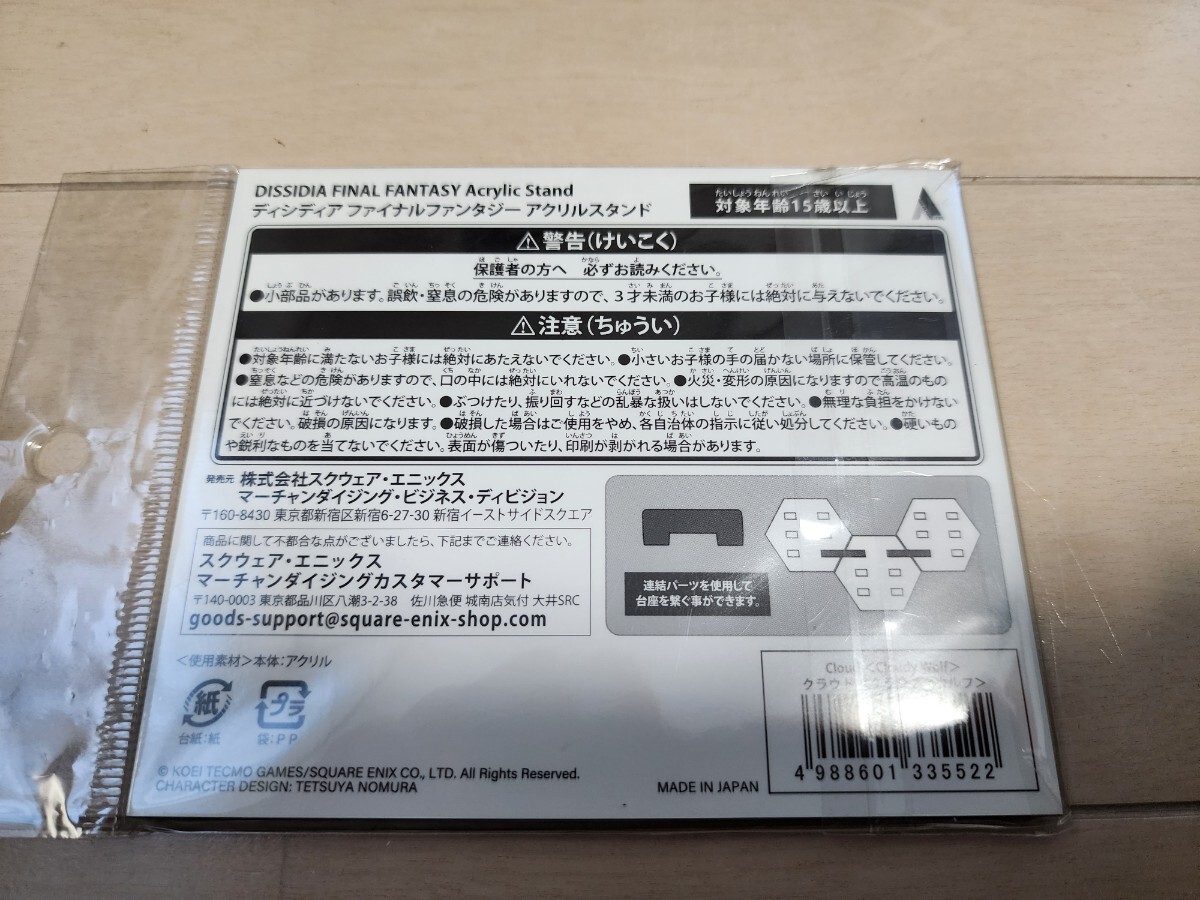 DISSIDIA FINAL FANTASY Acrylic Stand
ディシディア ファイナルファンタジー アクリルスタンド
対象年齢15歳以上
⚠警告(けいこく)
保護者の方へ 必ずお読みください。
●小部品があります。誤飲・窒息の危険がありますので、3才未満のお子様には絶対に与えないでください。
⚠注意(ちゅうい)
●対象年齢に満たないお子様には絶対にあたえないでください。●小さいお子様の手の届かない場所に保管してください。
●窒息などの危険がありますので、口の中には絶対にいれないでください。●火災・変形の原因になりますので高温のもの
には絶対に近づけないでください。●ぶつけたり、振り回すなどの乱暴な扱いはしないでください。●無理な負担をかけない
でください。破損の原因になります。●破損した場合はご使用をやめ、各自治体の指示に従い処分してください。●硬いもの
や鋭利なものを当てないでください。表面が傷ついたり、印刷が剥がれる場合があります。
発売元 株式会社スクウェア・エニックス
マーチャンダイジング・ビジネス・ディビジョン
〒160-8430 東京都新宿区新宿6-27-30 新宿イーストサイドスクエア
商品に関して不都合な点がございましたら、下記までご連絡ください。
スクウェア・エニックス
マーチャンダイジングカスタマーサポート
〒140-0003 東京都品川区八潮3-2-38 佐川急便 城南店気付 大井SRC
goods-support@square-enix-shop.com
連結パーツを使用して
台座を繋ぐ事ができます。
<使用素材>本体:アクリル
紙
プラ
台紙:紙
袋:PP
Cloud <Cloudy Wolf>
クラウド
4 988601 335522
© KOEI TECMO GAMES/SQUARE ENIX CO., LTD. All Rights Reserved.
CHARACTER DESIGN: TETSUYA NOMURA
MADE IN JAPAN